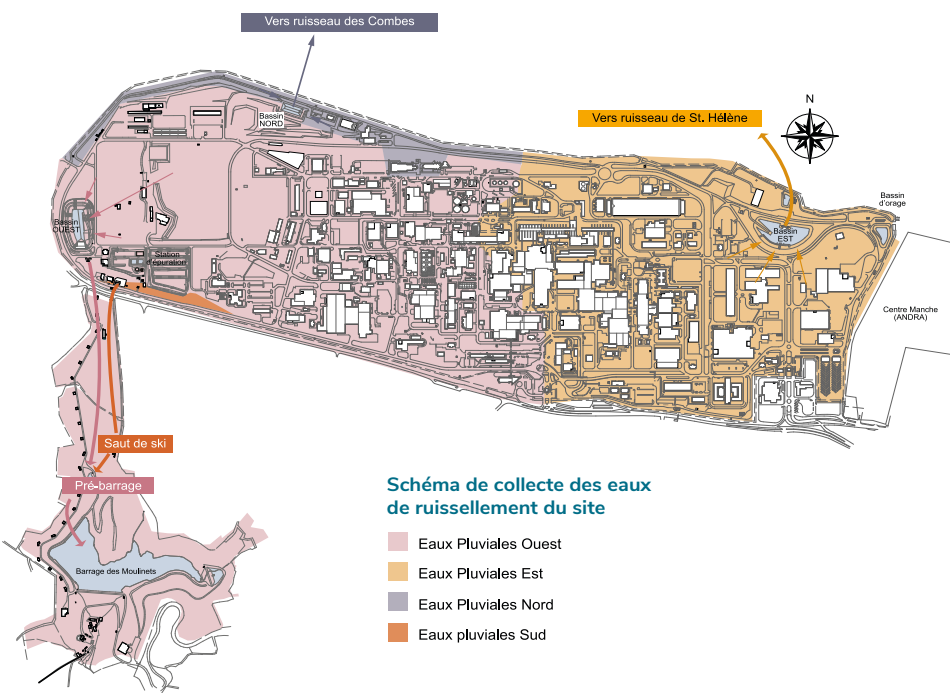 Vers ruisseau des Combes
Bassin
NORD
Vers ruisseau de St. Hélène
N
Bassin
d'orage
Bassin
OUEST
Bassin
EST
Station
d'épuration
Centre Manche
(ANDRA)
Saut de ski
Pré-barrage
Barrage des Moulinets
Schéma de collecte des eaux
de ruissellement du site
Eaux Pluviales Ouest
Eaux Pluviales Est
Eaux Pluviales Nord
Eaux pluviales Sud